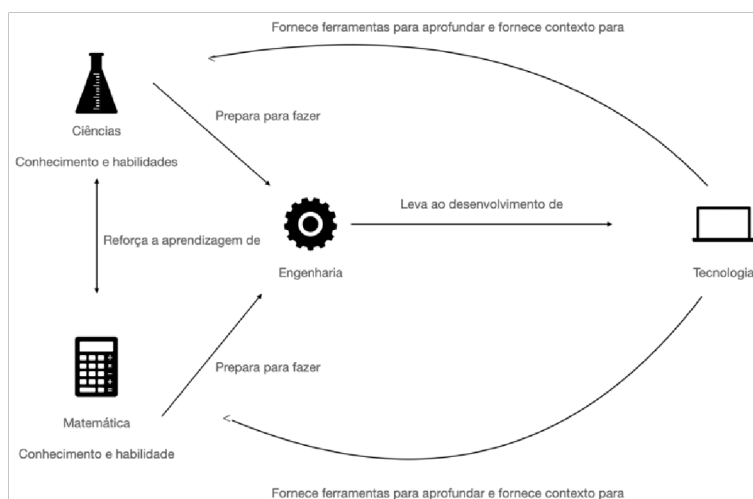 Fornece ferramentas para aprofundar e fornece contexto para
Prepara para fazer
Ciências
Conhecimento e habilidades
Leva ao desenvolvimento de
Reforça a aprendizagem de
Engenharia
Tecnologia
Prepara para fazer
Matemática
Conhecimento e habilidade
Fornece ferramentas para aprofundar e fornece contexto para